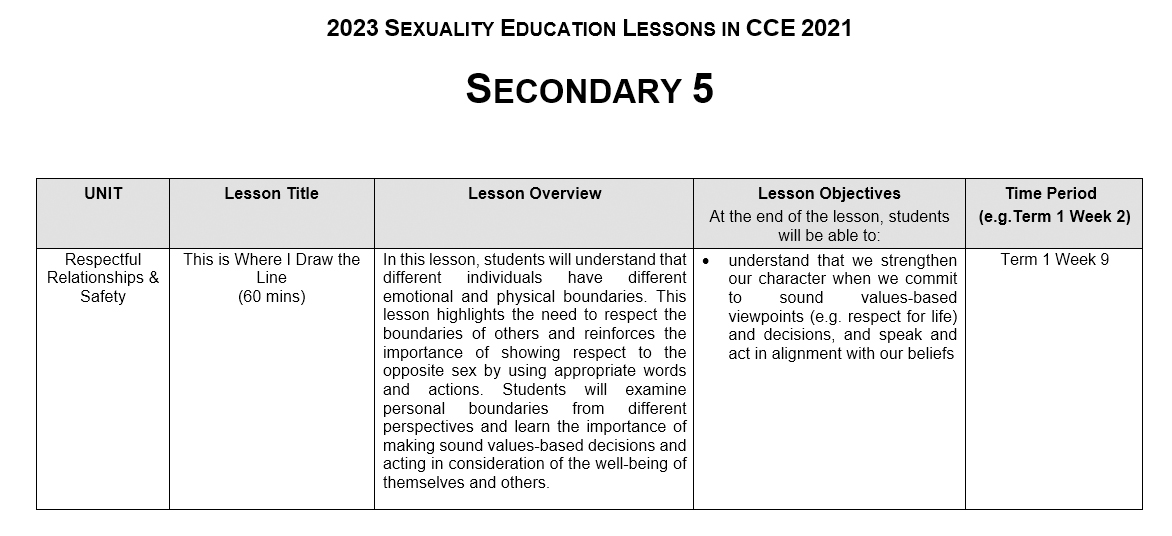 2023 SEXUALITY EDUCATION LESSONS IN CCE 2021
SECONDARY 5
UNIT
Lesson Title
Lesson Overview
Lesson Objectives
At the end of the lesson, students
will be able to:
Time Period
(e.g.Term 1 Week 2)
Respectful
Relationships &
Safety
This is Where I Draw the
Line
(60 mins)
In this lesson, students will understand that
different individuals have different
emotional and physical boundaries. This
lesson highlights the need to respect the
boundaries of others and reinforces the
importance of showing respect to the
opposite sex by using appropriate words
and actions. Students will examine
personal boundaries from different
perspectives and learn the importance of
making sound values-based decisions and
acting in consideration of the well-being of
themselves and others.
• understand that we strengthen
our character when we commit
to sound values-based
viewpoints (e.g. respect for life)
and decisions, and speak and
act in alignment with our beliefs
Term 1 Week 9